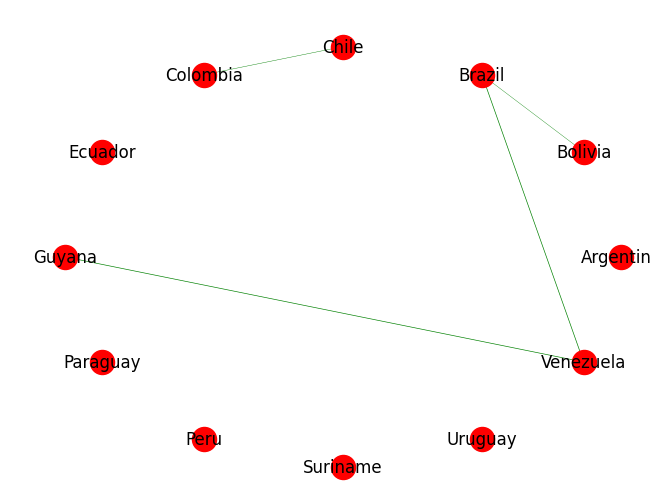 Chile
Colombia
Brazil
Ecuador
Bolivia
Guyana
Argentin
Paraguay
Venezuela
Peru
Uruguay
Suriname